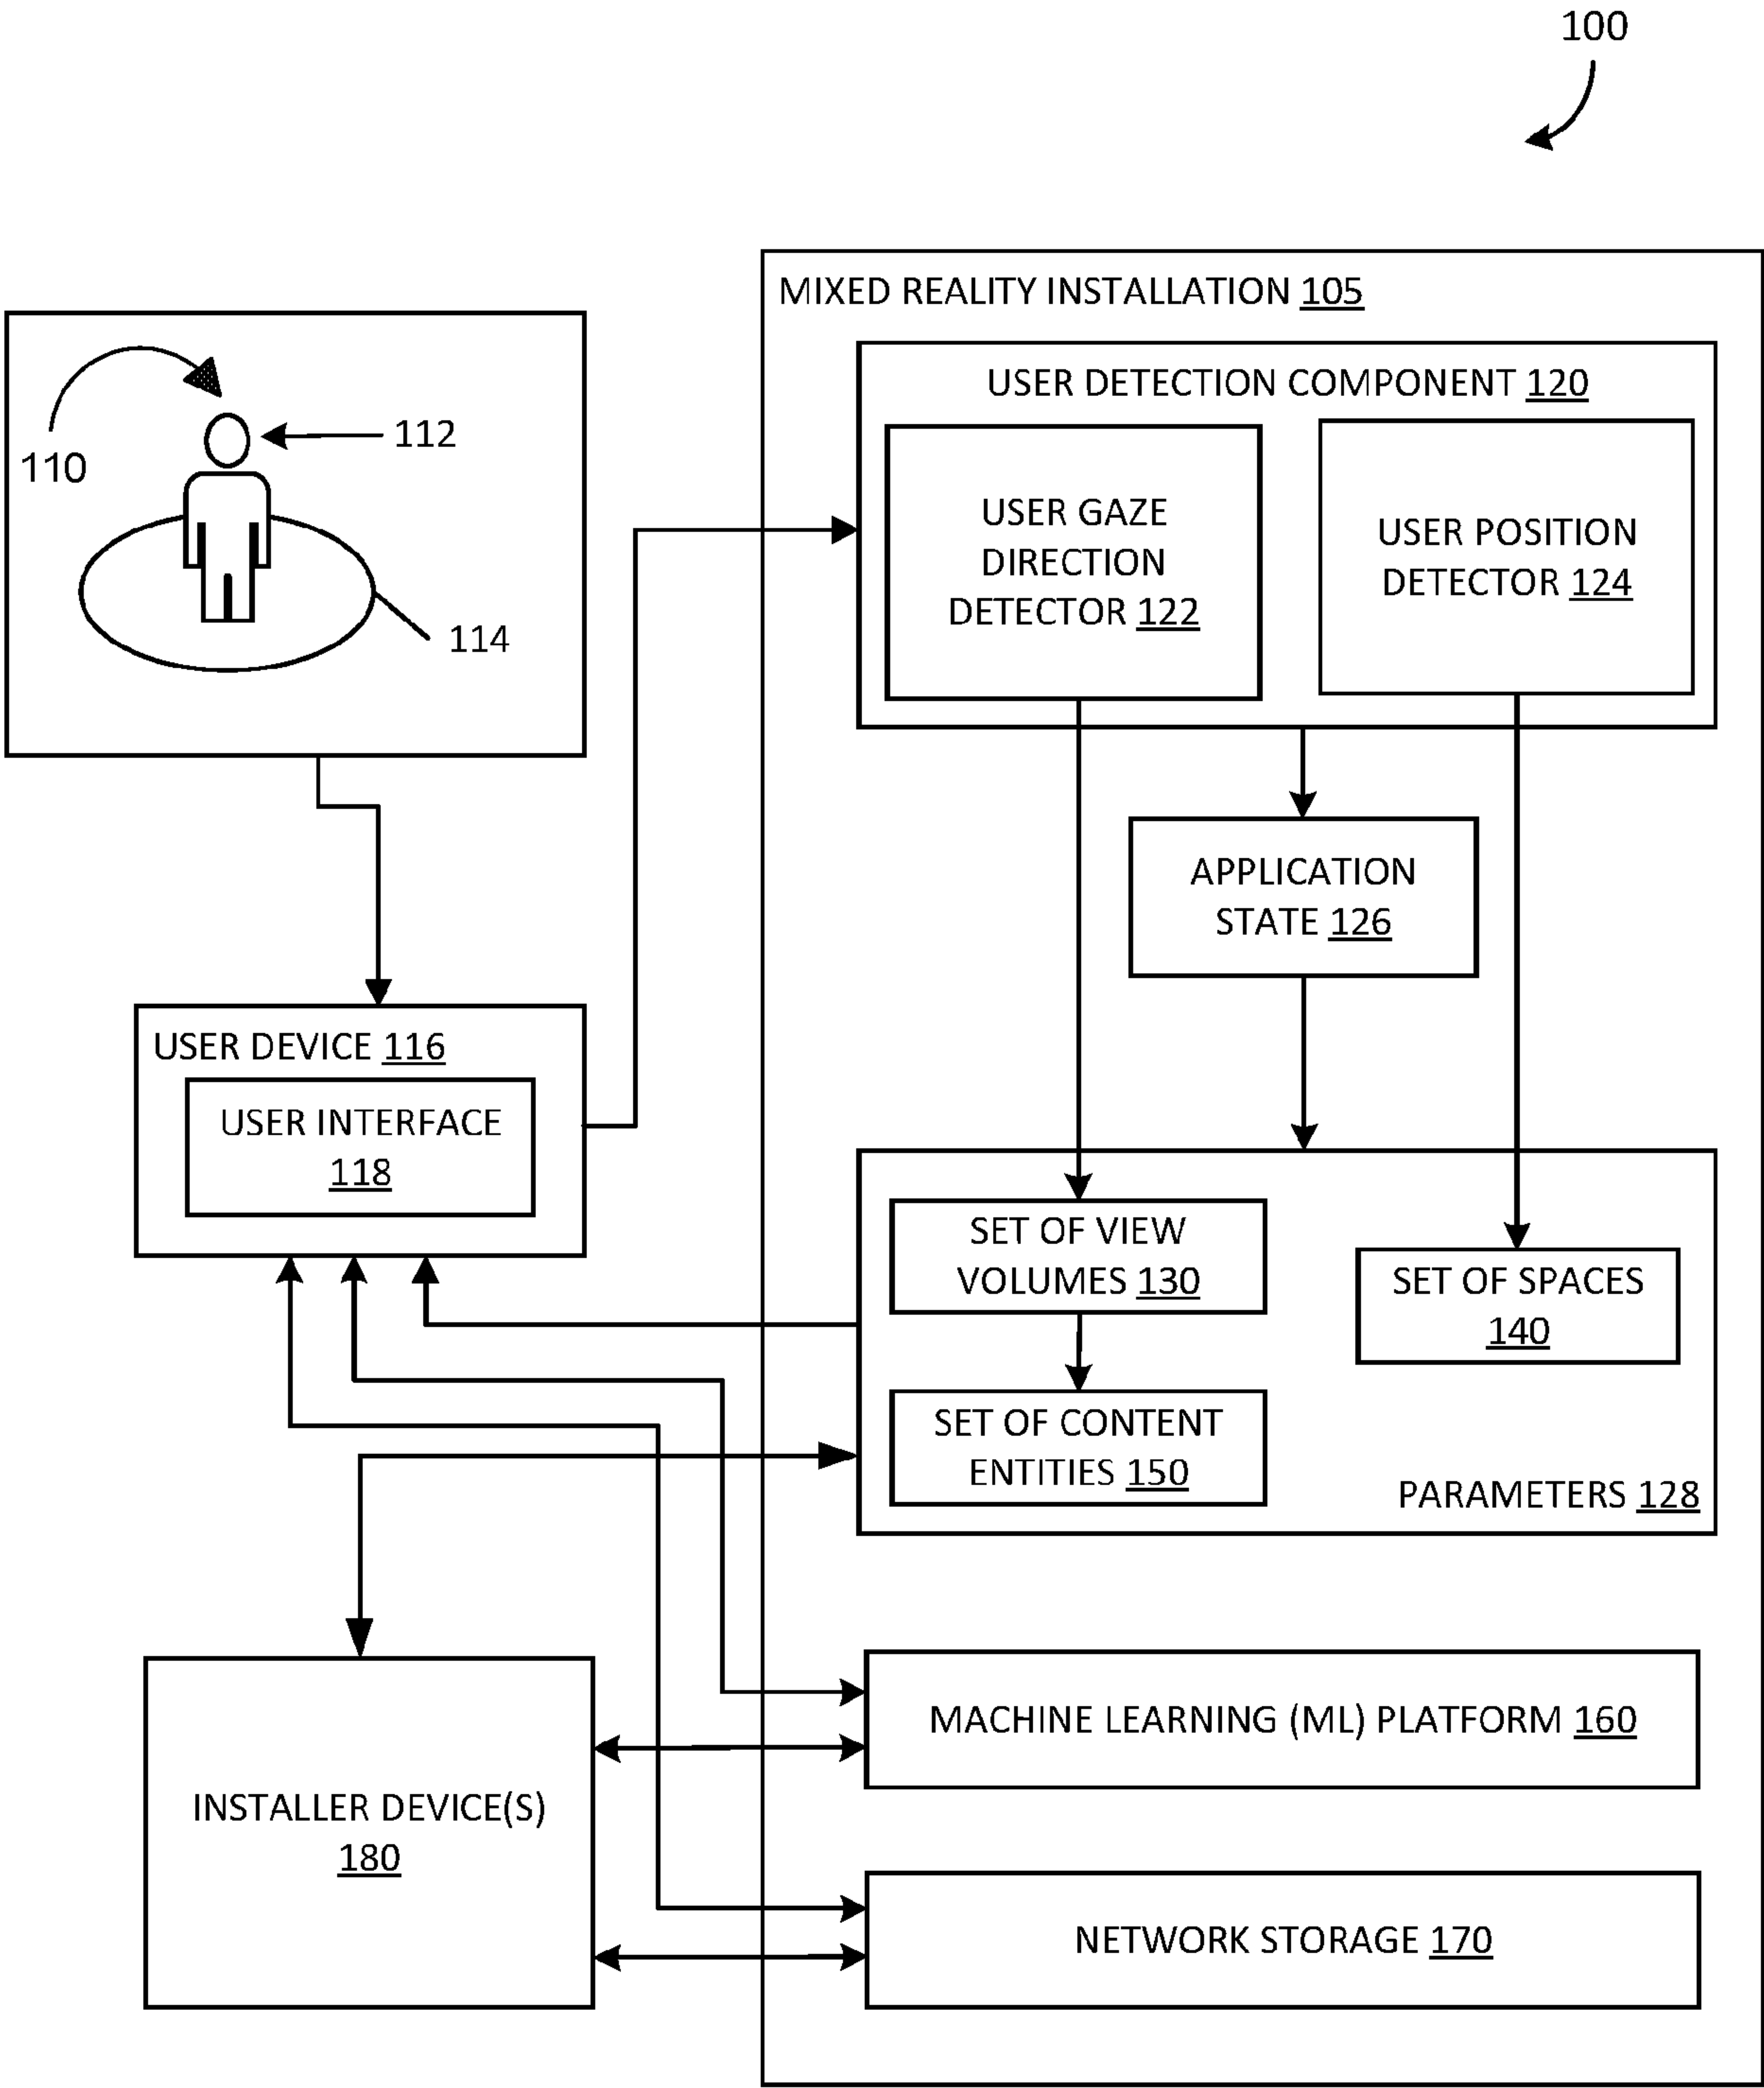 100
MIXED REALITY INSTALLATION 105
USER DETECTION COMPONENT 120
112
110
USER GAZE
DIRECTION
DETECTOR 122
USER POSITION
DETECTOR 124
114
APPLICATION
STATE 126
USER DEVICE 116
USER INTERFACE
118
SET OF VIEW
VOLUMES 130
SET OF SPACES
140
SET OF CONTENT
ENTITIES 150
PARAMETERS 128
MACHINE LEARNING (ML) PLATFORM 160
INSTALLER DEVICE(S)
180
NETWORK STORAGE 170